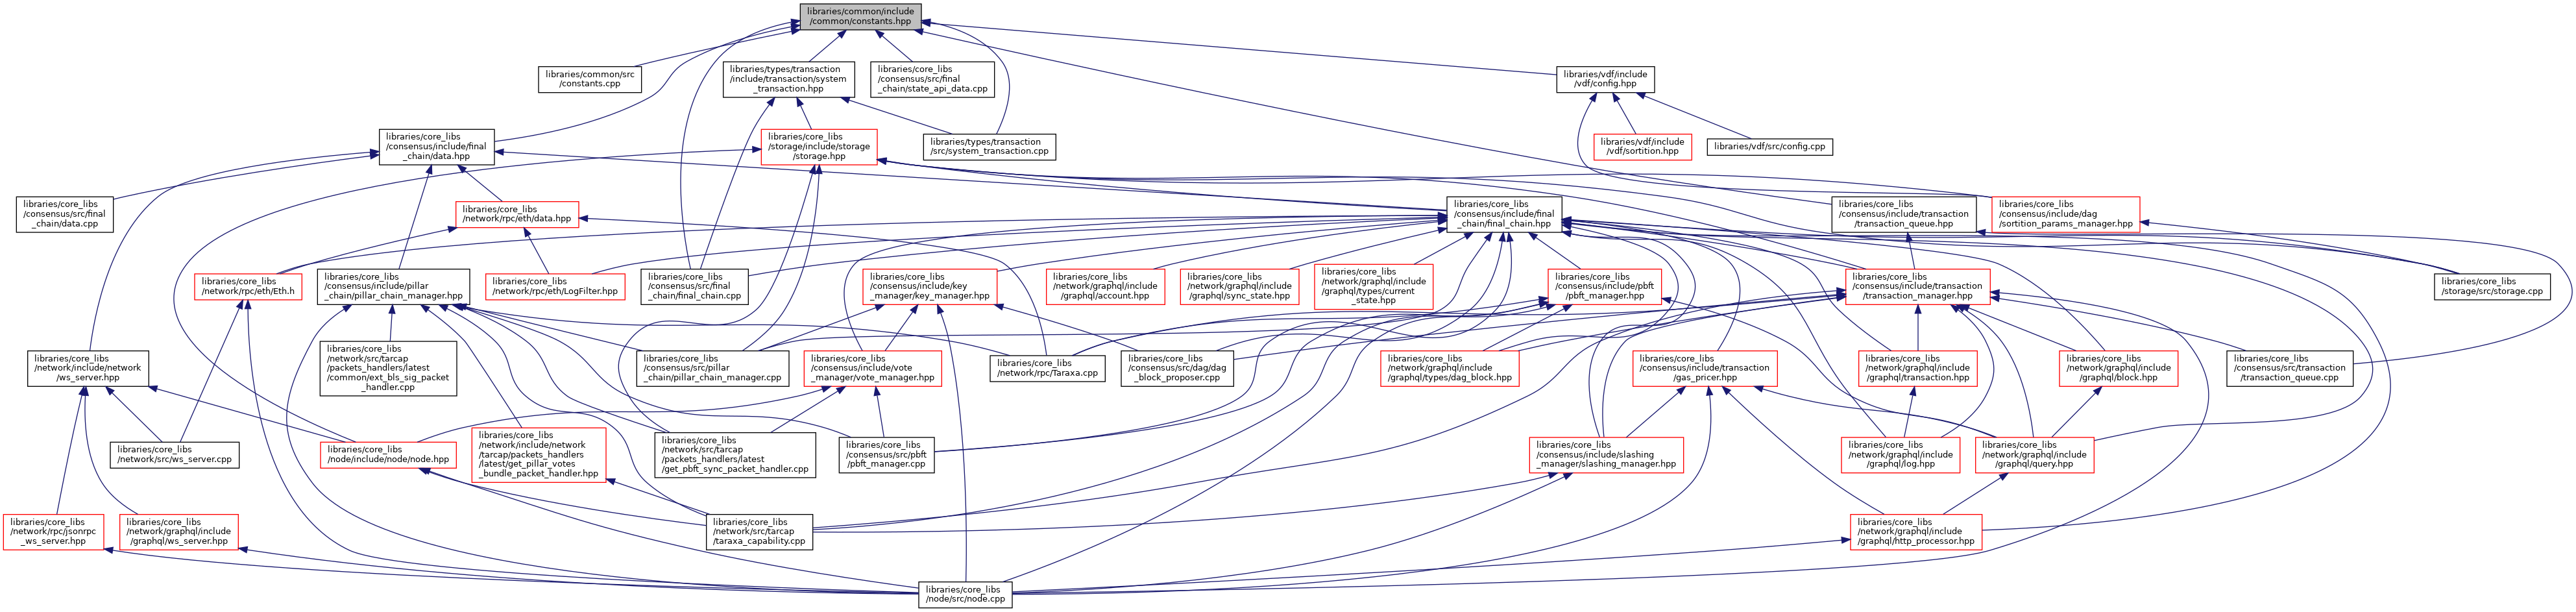 libraries/common/include
/common/constants.hpp
libraries/common/src
/constants.cpp
libraries/types/transaction
/include/transaction/system
_transaction.hpp
libraries/core_libs
/consensus/src/final
_chain/state_api_data.cpp
libraries/vdf/include
/vdf/config.hpp
libraries/core_libs
/consensus/include/final
_chain/data.hpp
libraries/core_libs
/storage/include/storage
/storage.hpp
libraries/types/transaction
/src/system_transaction.cpp
libraries/vdf/include
/vdf/sortition.hpp
libraries/vdf/src/config.cpp
libraries/core_libs
/consensus/src/final
_chain/data.cpp
libraries/core_libs
/network/rpc/eth/data.hpp
libraries/core_libs
/consensus/include/final
_chain/final_chain.hpp
libraries/core_libs
/consensus/include/transaction
/transaction_queue.hpp
libraries/core_libs
/consensus/include/dag
/sortition_params_manager.hpp
libraries/core_libs
/network/rpc/eth/Eth.h
libraries/core_libs
/consensus/include/pillar
_chain/pillar_chain_manager.hpp
libraries/core_libs
/network/rpc/eth/LogFilter.hpp
libraries/core_libs
/consensus/src/final
_chain/final_chain.cpp
libraries/core_libs
/consensus/include/key
_manager/key_manager.hpp
libraries/core_libs
/network/graphql/include
/graphql/account.hpp
libraries/core_libs
/network/graphql/include
/graphql/sync_state.hpp
libraries/core_libs
/network/graphql/include
/graphql/types/current
_state.hpp
libraries/core_libs
/consensus/include/pbft
/pbft_manager.hpp
libraries/core_libs
/consensus/include/transaction
/transaction_manager.hpp
libraries/core_libs
/storage/src/storage.cpp
libraries/core_libs
/network/include/network
/ws_server.hpp
libraries/core_libs
/network/src/tarcap
/packets_handlers/latest
/common/ext_bls_sig_packet
_handler.cpp
libraries/core_libs
/consensus/src/pillar
_chain/pillar_chain_manager.cpp
libraries/core_libs
/consensus/include/vote
_manager/vote_manager.hpp
libraries/core_libs
/network/rpc/Taraxa.cpp
libraries/core_libs
/consensus/src/dag/dag
_block_proposer.cpp
libraries/core_libs
/network/graphql/include
/graphql/types/dag_block.hpp
libraries/core_libs
/consensus/include/transaction
/gas_pricer.hpp
libraries/core_libs
/network/graphql/include
/graphql/transaction.hpp
libraries/core_libs
/network/graphql/include
/graphql/block.hpp
libraries/core_libs
/consensus/src/transaction
/transaction_queue.cpp
libraries/core_libs
/network/src/ws_server.cpp
libraries/core_libs
/node/include/node/node.hpp
libraries/core_libs
/network/include/network
/tarcap/packets_handlers
/latest/get_pillar_votes
_bundle_packet_handler.hpp
libraries/core_libs
/network/src/tarcap
/packets_handlers/latest
/get_pbft_sync_packet_handler.cpp
libraries/core_libs
/consensus/src/pbft
/pbft_manager.cpp
libraries/core_libs
/consensus/include/slashing
_manager/slashing_manager.hpp
libraries/core_libs
/network/graphql/include
/graphql/log.hpp
libraries/core_libs
/network/graphql/include
/graphql/query.hpp
libraries/core_libs
/network/rpc/jsonrpc
_ws_server.hpp
libraries/core_libs
/network/graphql/include
/graphql/ws_server.hpp
libraries/core_libs
/network/src/tarcap
/taraxa_capability.cpp
libraries/core_libs
/network/graphql/include
/graphql/http_processor.hpp
libraries/core_libs
/node/src/node.cpp